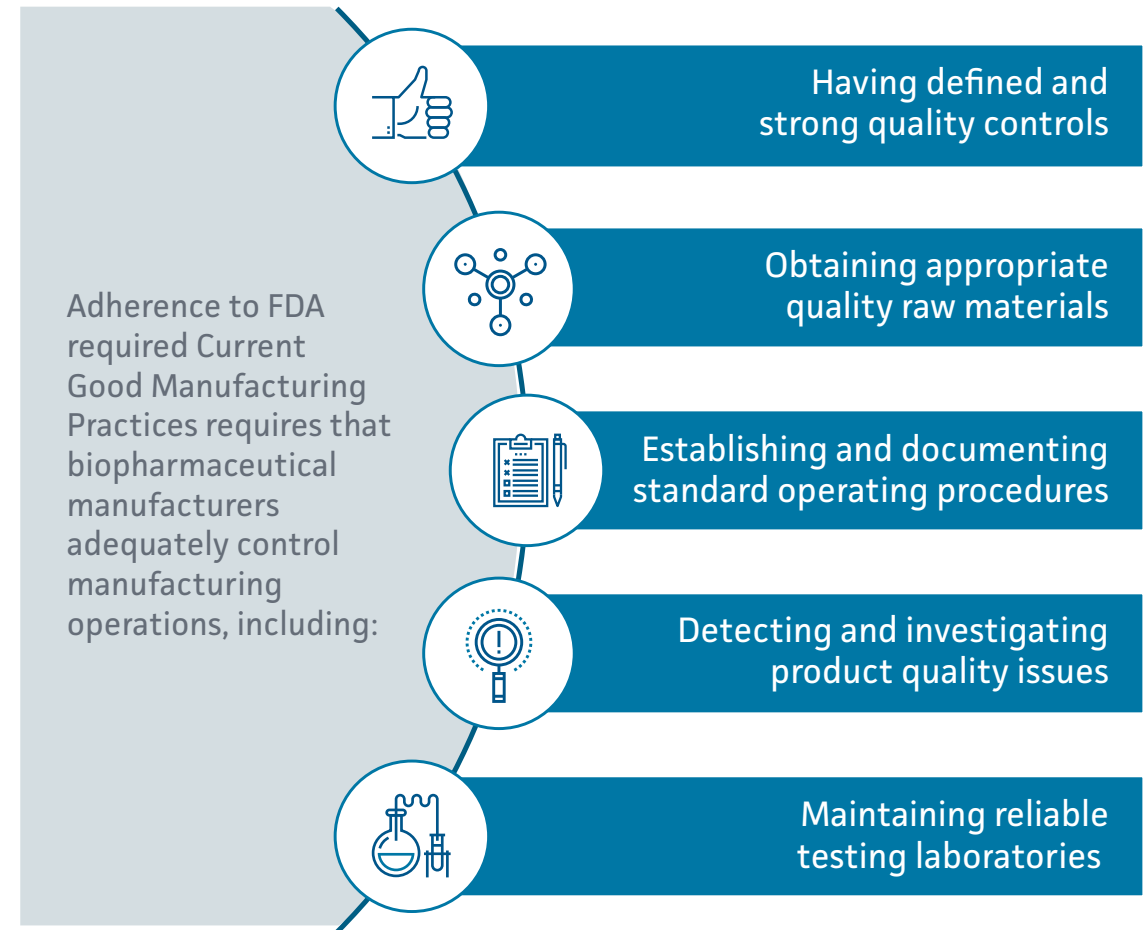 Adherence to FDA
required Current
Good Manufacturing
Practices requires that
biopharmaceutical
manufacturers
adequately control
manufacturing
operations, including:
Having defined and
strong quality controls
Obtaining appropriate
quality raw materials
Establishing and documenting
standard operating procedures
Detecting and investigating
product quality issues
Maintaining reliable
testing laboratories